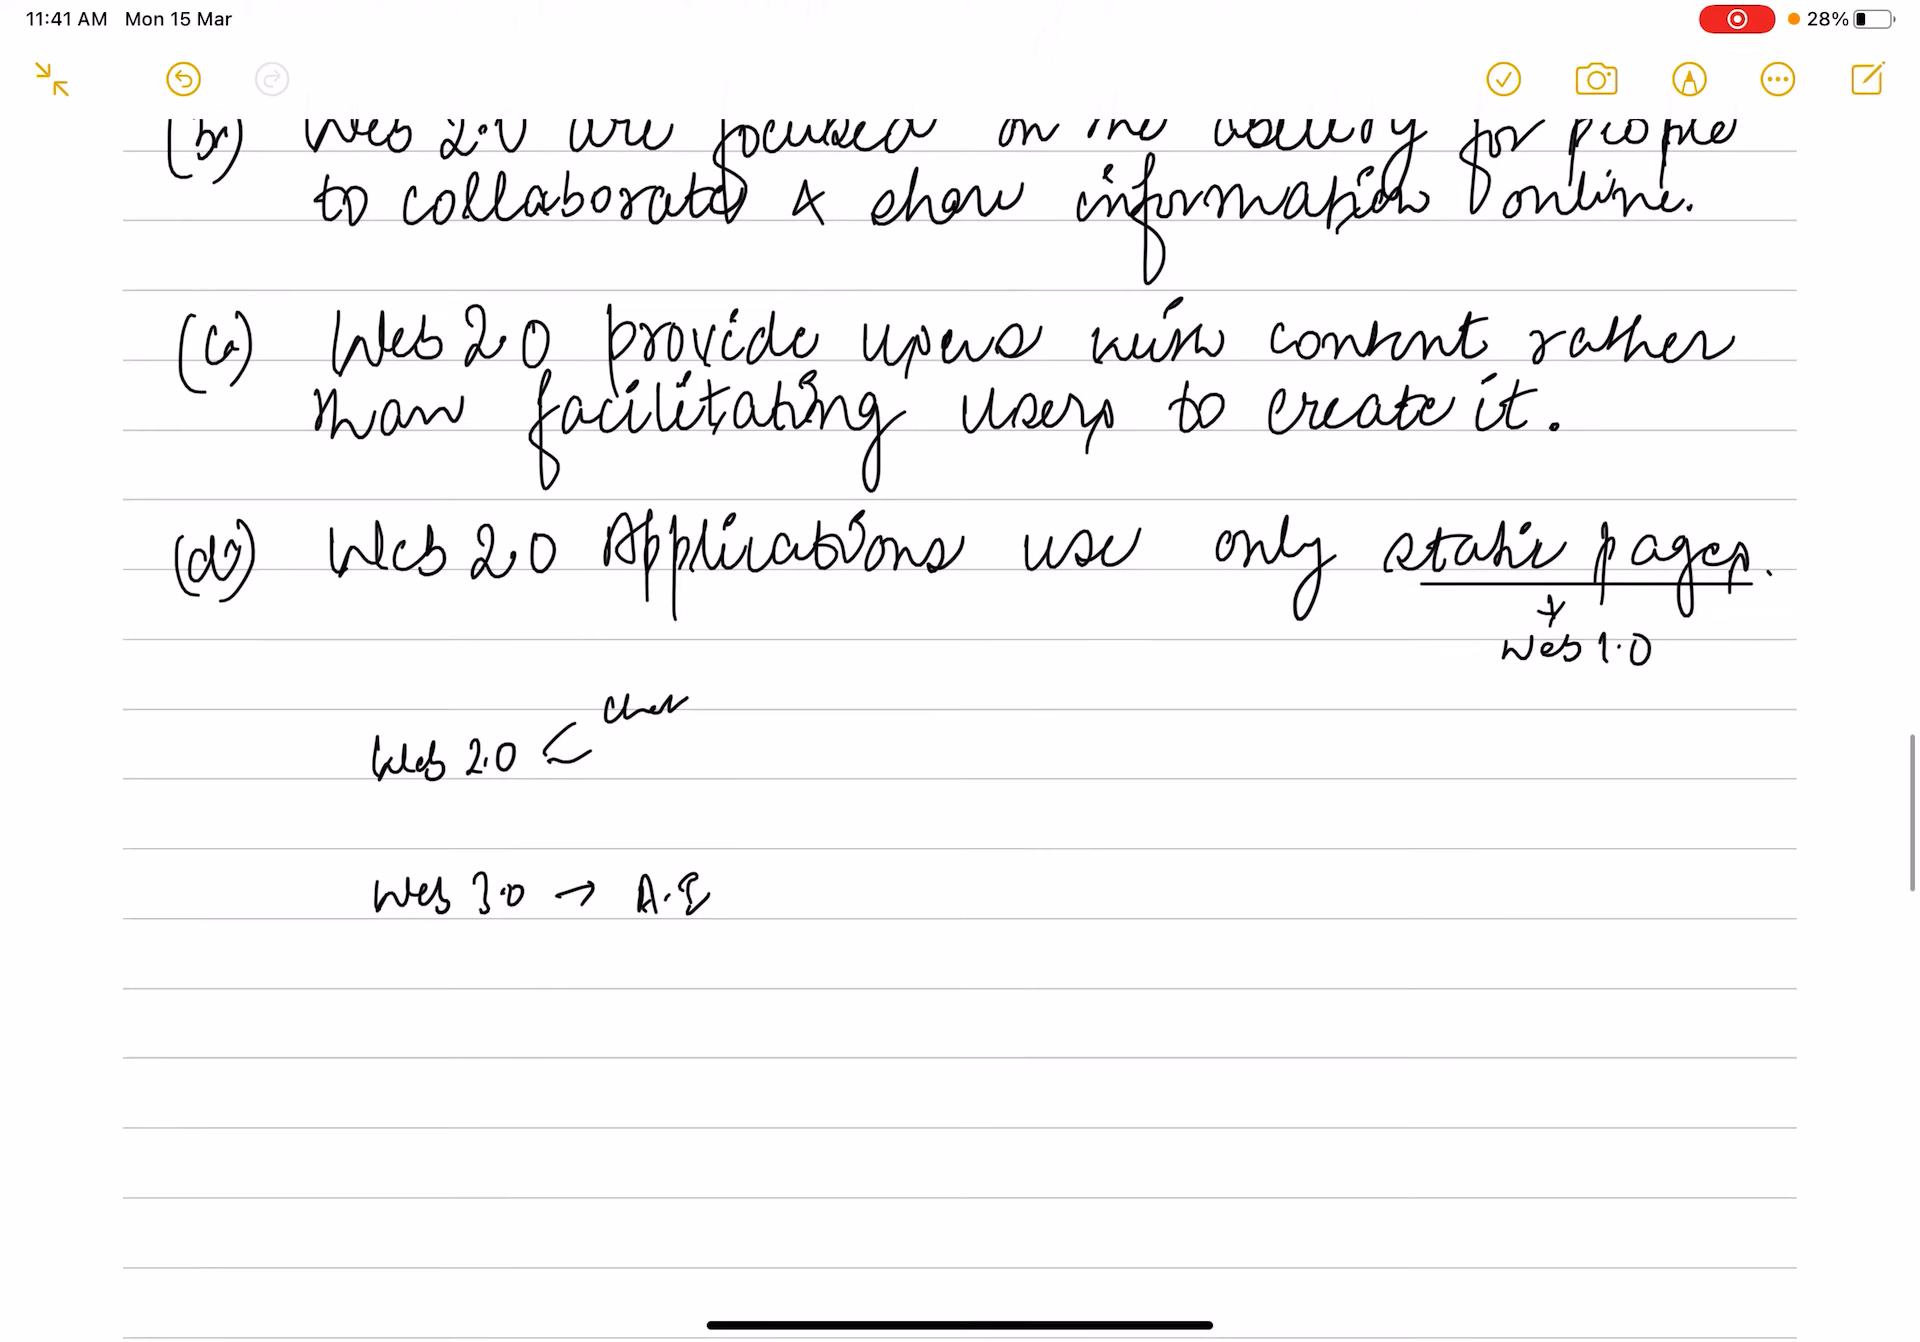 11:41 AM Mon 15 Mar
28%
(b) Web 2.0 are focused on the ability for people
to collaborate & share information online.
(c) Web 2.0 provide users with content rather
than facilitating users to create it.
(d) Web 2.0 Applications use only static pages.
Web 1.0
Web 2.0
Web 3.0 → A.I